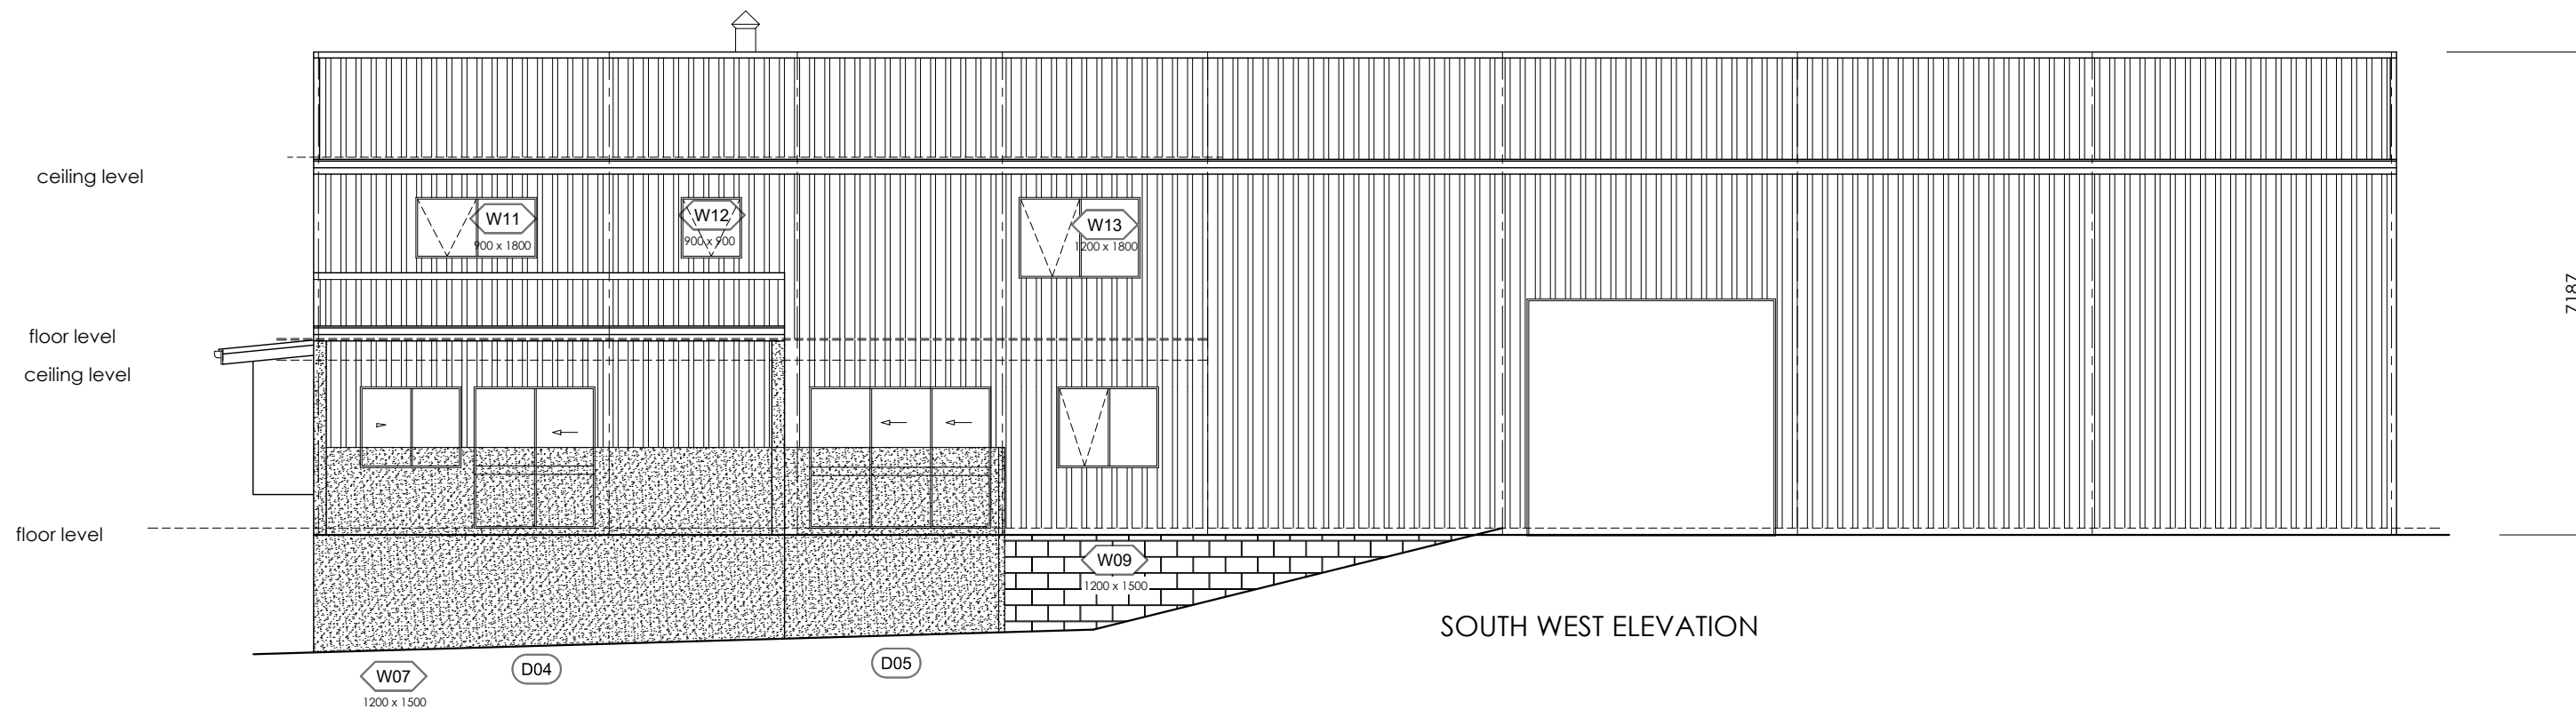 ceiling level
W11
900 x 1800
W12
900 x 900
W13
1200 x 1800
7187
floor level
ceiling level
floor level
W09
1200 x 1500
SOUTH WEST ELEVATION
W07
1200 x 1500
D04
D05